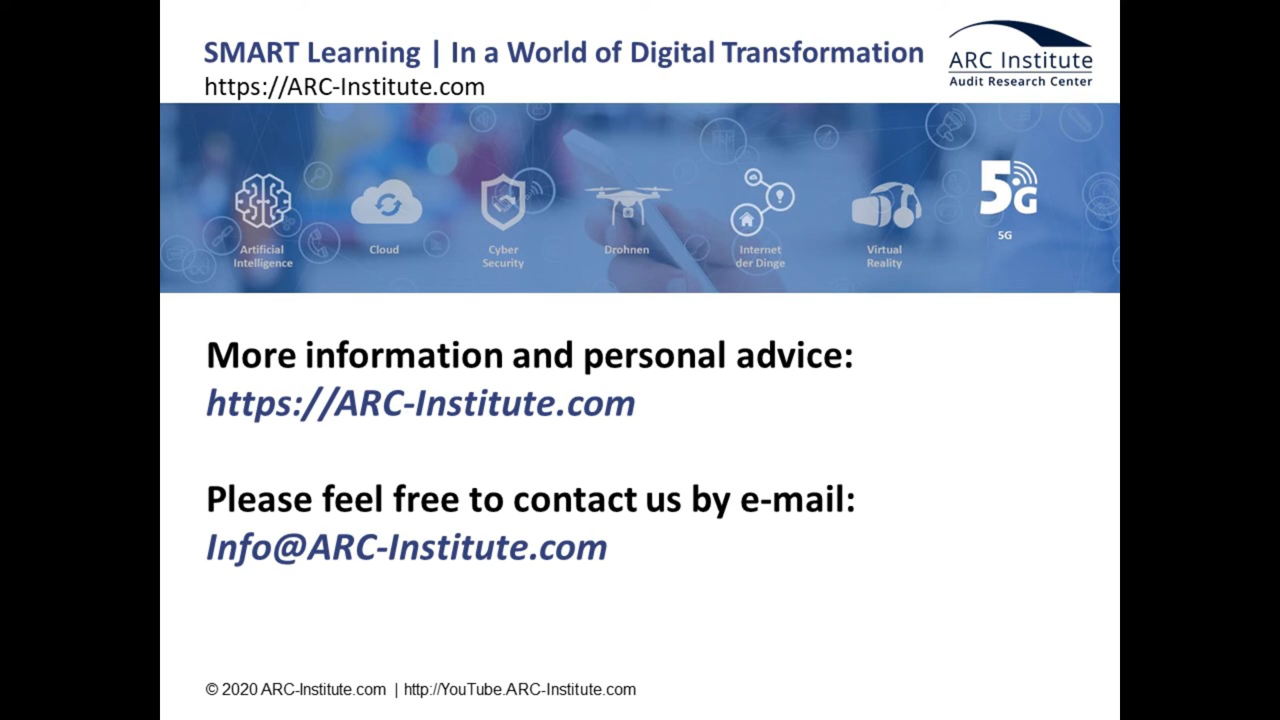 SMART Learning | In a World of Digital Transformation
https://ARC-Institute.com
ARC Institute
Audit Research Center
Artificial
Intelligence
Cloud
Cyber
Security
Drohnen
Internet
der Dinge
Virtual
Reality
5G
5G
More information and personal advice:
https://ARC-Institute.com
Please feel free to contact us by e-mail:
Info@ARC-Institute.com
© 2020 ARC-Institute.com | http://YouTube.ARC-Institute.com